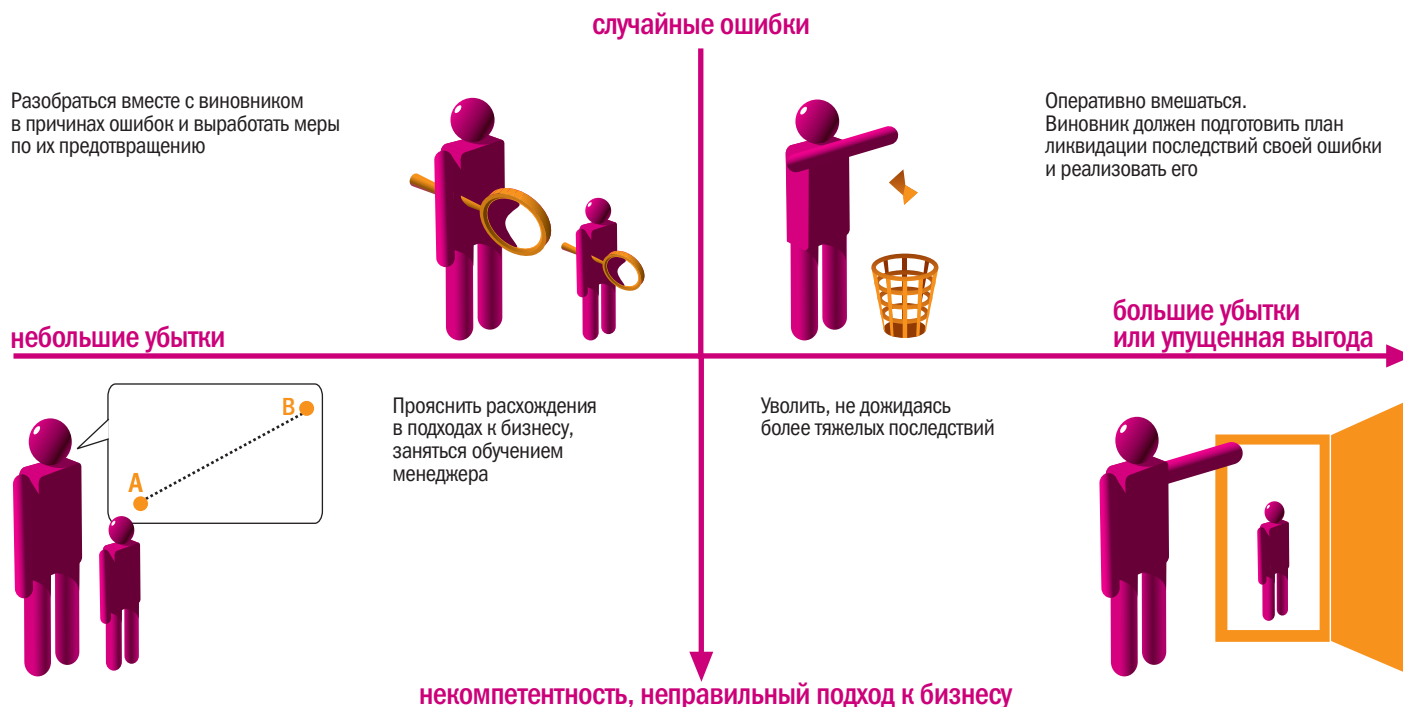 случайные ошибки
Разобраться вместе с виновником
в причинах ошибок и выработать меры
по их предотвращению
Оперативно вмешаться.
Виновник должен подготовить план
ликвидации последствий своей ошибки
и реализовать его
небольшие убытки
большие убытки
или упущенная выгода
B
A
Прояснить расхождения
в подходах к бизнесу,
заняться обучением
менеджера
Уволить, не дожидаясь
более тяжелых последствий
некомпетентность, неправильный подход к бизнесу